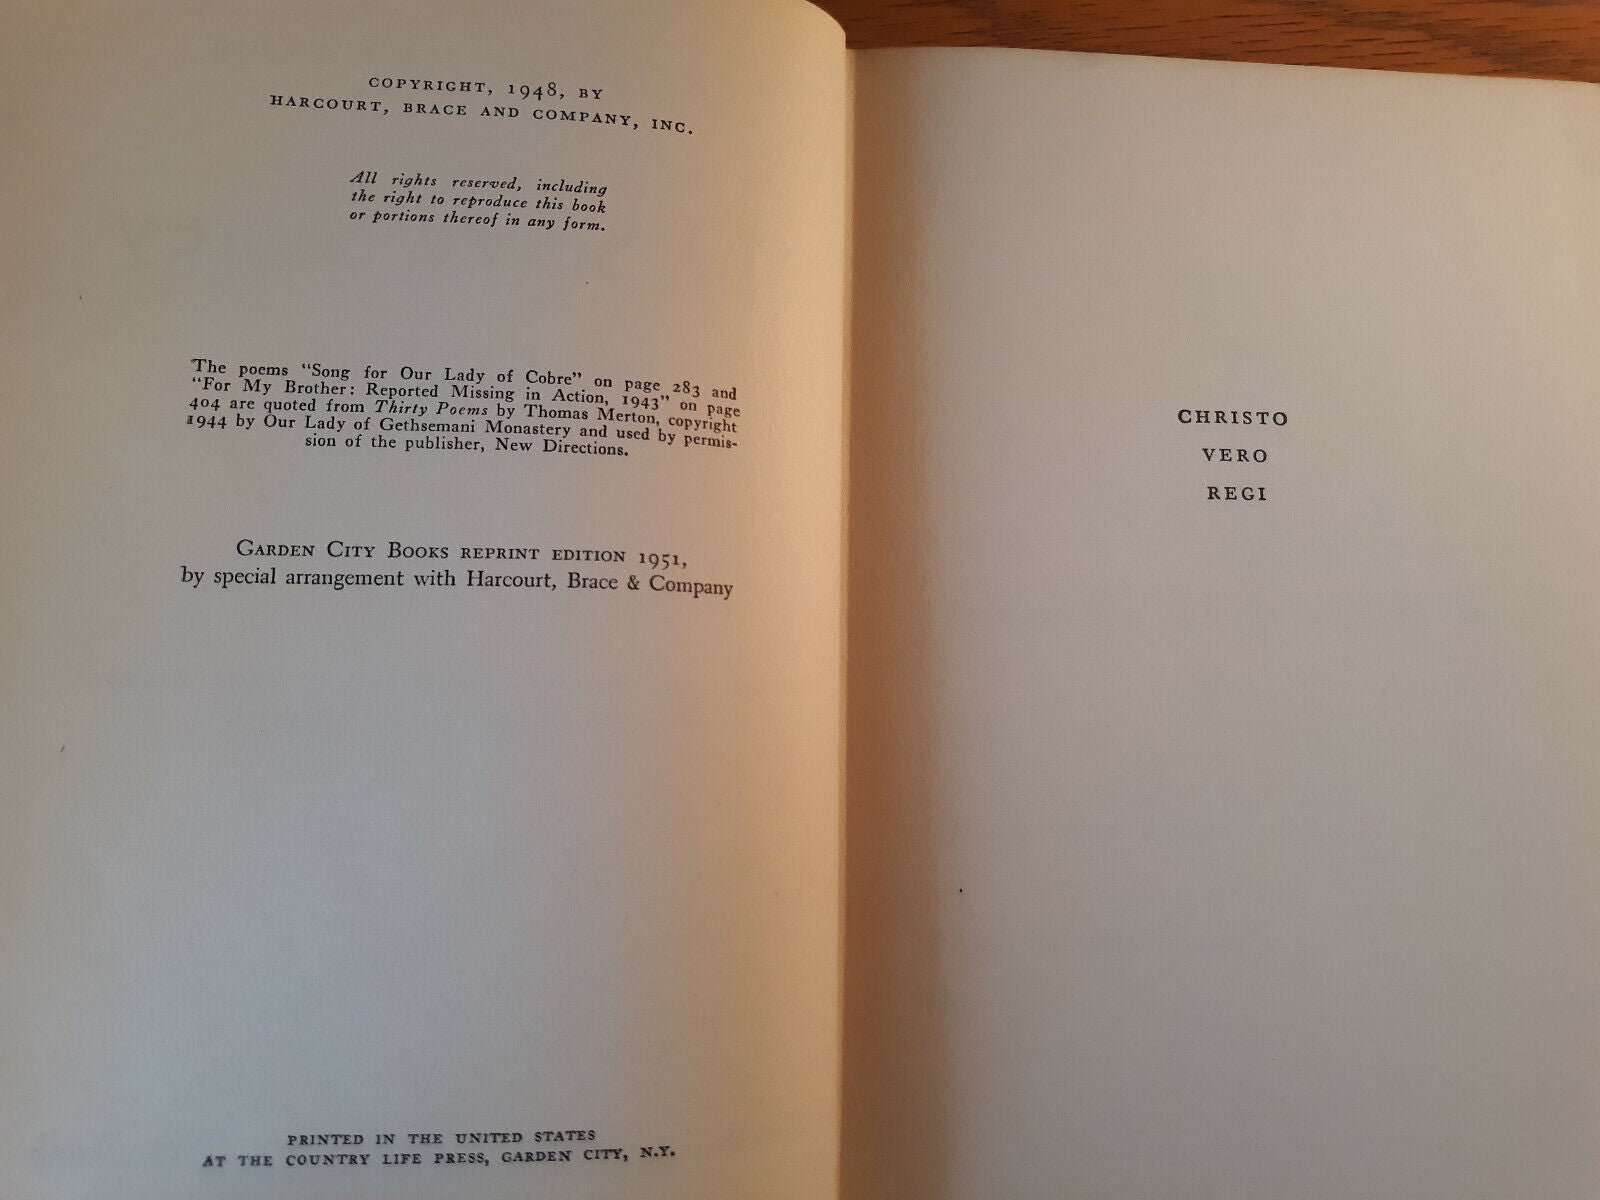 COPYRIGHT, 1948, BY
HARCOURT, BRACE AND COMPANY, INC.
All rights reserved, including
the right to reproduce this book
or portions thereof in any form.
The poems "Song for Our Lady of Cobre" on page 283 and
"For My Brother: Reported Missing in Action, 1943" on page
404 are quoted from Thirty Poems by Thomas Merton, copyright
1944 by Our Lady of Gethsemani Monastery and used by permis-
sion of the publisher, New Directions.
GARDEN CITY BOOKS REPRINT EDITION 1951,
by special arrangement with Harcourt, Brace & Company
PRINTED IN THE UNITED STATES
AT THE COUNTRY LIFE PRESS, GARDEN CITY, N.Y.
CHRISTO
VERO
REGI